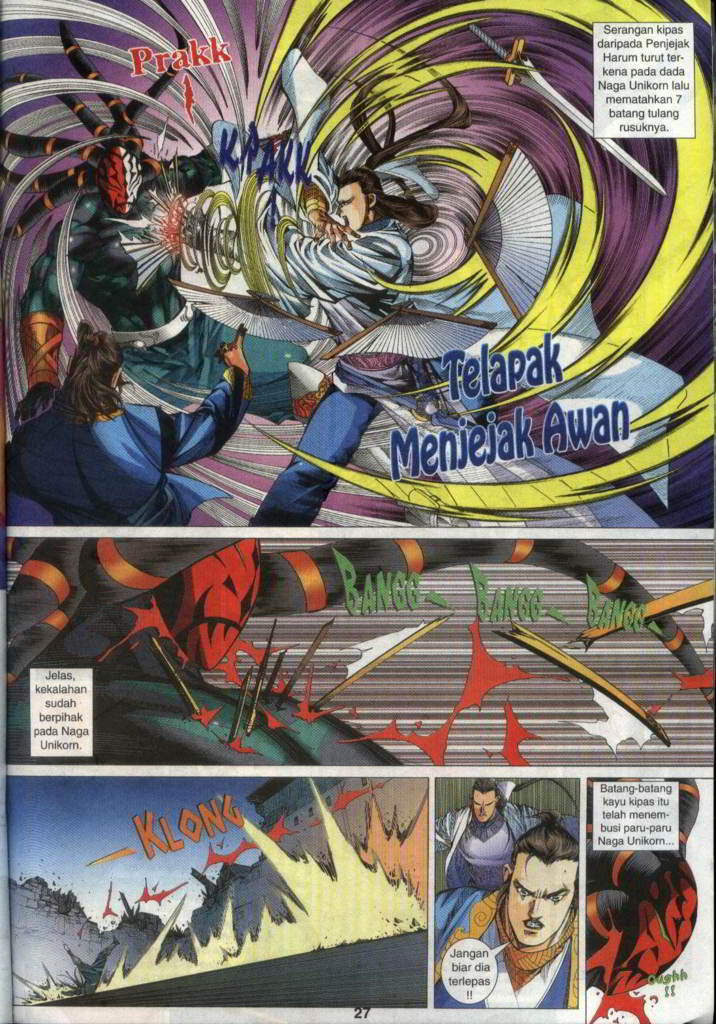 Prakk
!
KRAKK
!
Serangan kipas
daripada Penjejak
Harum turut ter-
kena pada dada
Naga Unikorn lalu
mematahkan 7
batang tulang
rusuknya.
Telapak
Menjejak Awan
BANGG
BANGG
BANGG
Jelas,
kekalahan
sudah
berpihak
pada Naga
Unikorn.
KLONG
Jangan
biar dia
terlepas
!!
Batang-batang
kayu kipas itu
telah menem-
busi paru-paru
Naga Unikorn...
Oughh
!!
27